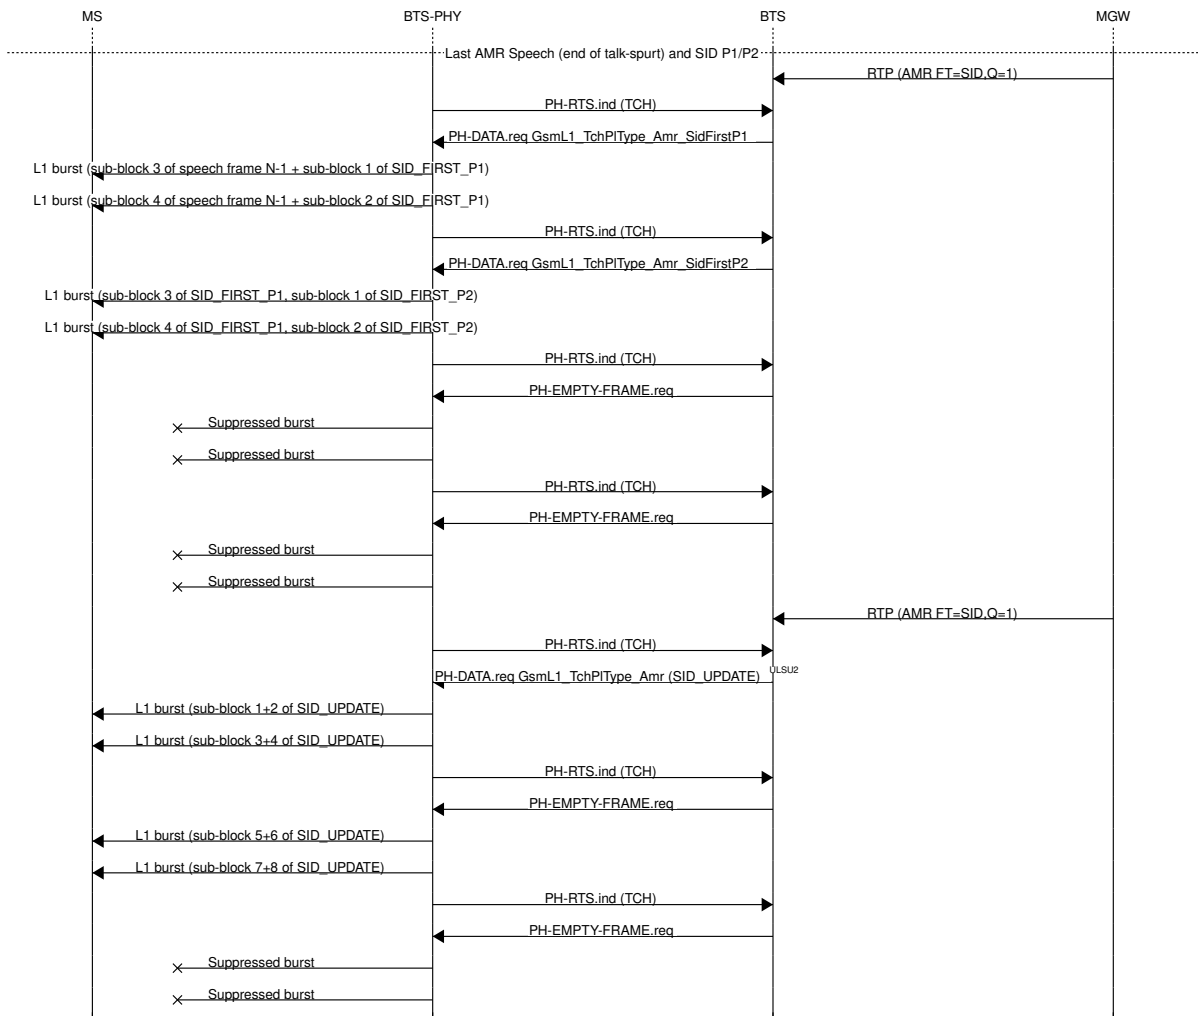 MS BTS-PHY BTS MGW
Last AMR Speech (end of talk-spurt) and SID P1/P2
RTP (AMR FT=SID,Q=1)
PH-RTS.ind (TCH)
PH-DATA.req GsmL1_TchPlType_Amr_SidFirstP1
L1 burst (sub-block 3 of speech frame N-1 + sub-block 1 of SID_FIRST_P1)
L1 burst (sub-block 4 of speech frame N-1 + sub-block 2 of SID_FIRST_P1)
PH-RTS.ind (TCH)
PH-DATA.req GsmL1_TchPlType_Amr_SidFirstP2
L1 burst (sub-block 3 of SID_FIRST_P1, sub-block 1 of SID_FIRST_P2)
L1 burst (sub-block 4 of SID_FIRST_P1, sub-block 2 of SID_FIRST_P2)
PH-RTS.ind (TCH)
PH-EMPTY-FRAME.req
Suppressed burst
Suppressed burst
PH-RTS.ind (TCH)
PH-EMPTY-FRAME.req
Suppressed burst
Suppressed burst
RTP (AMR FT=SID,Q=1)
PH-RTS.ind (TCH)
PH-DATA.req GsmL1_TchPlType_Amr (SID_UPDATE) ULSU2
L1 burst (sub-block 1+2 of SID_UPDATE)
L1 burst (sub-block 3+4 of SID_UPDATE)
PH-RTS.ind (TCH)
PH-EMPTY-FRAME.req
L1 burst (sub-block 5+6 of SID_UPDATE)
L1 burst (sub-block 7+8 of SID_UPDATE)
PH-RTS.ind (TCH)
PH-EMPTY-FRAME.req
Suppressed burst
Suppressed burst